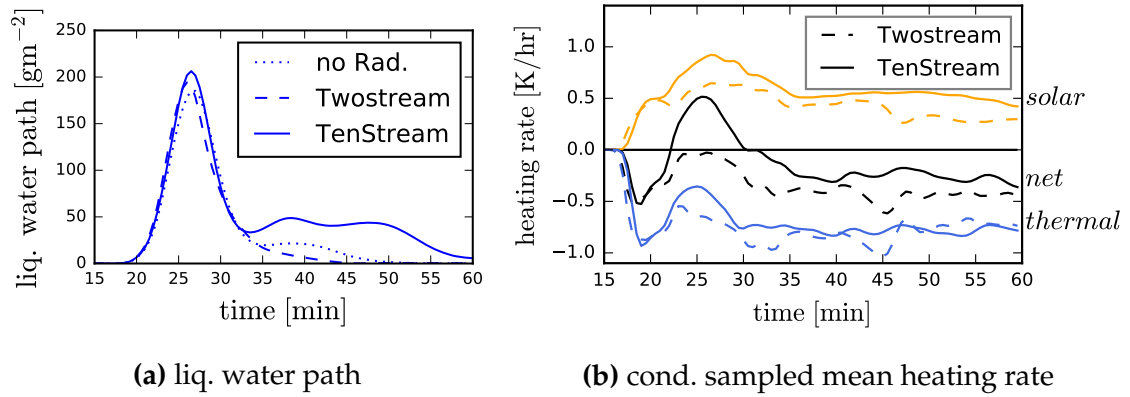 250
200
150
100
50
0
liq. water path [gm−2]
no Rad.
Twostream
TenStream
15 20 25 30 35 40 45 50 55 60
time [min]
(a) liq. water path
1.0
0.5
0.0
−0.5
−1.0
heating rate [K/hr]
Twostream
TenStream
solar
net
thermal
15 20 25 30 35 40 45 50 55 60
time [min]
(b) cond. sampled mean heating rate